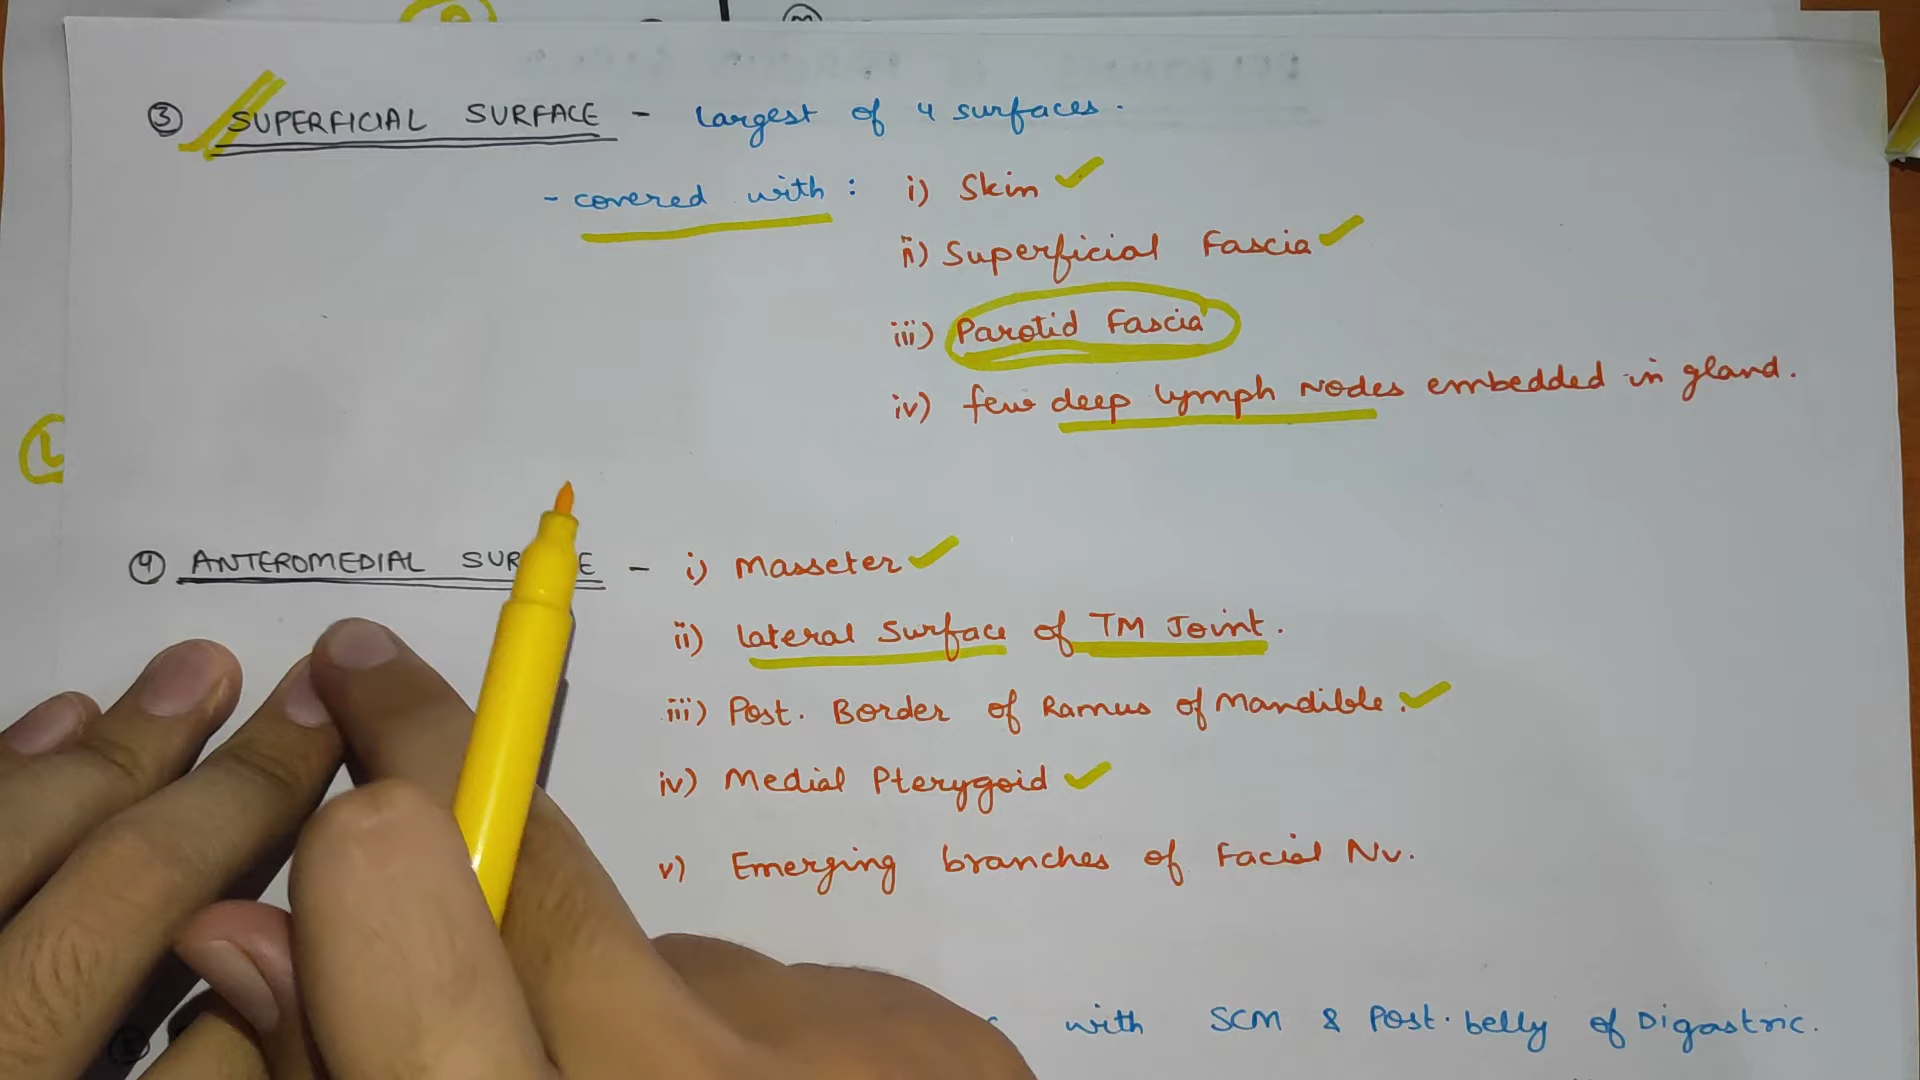 ③ SUPERFICIAL SURFACE - largest of 4 surfaces.
- covered with : i) Skin
ii) Superficial Fascia
iii) Parotid Fascia
iv) few deep lymph Nodes embedded in gland.
④ ANTEROMEDIAL - i) Masseter
ii) lateral Surface of TM Joint.
iii) Post. Border of Ramus of Mandible.
iv) Medial Pterygoid
v) Emerging branches of Facial Nv.
with SCM & Post. belly of Digastric.